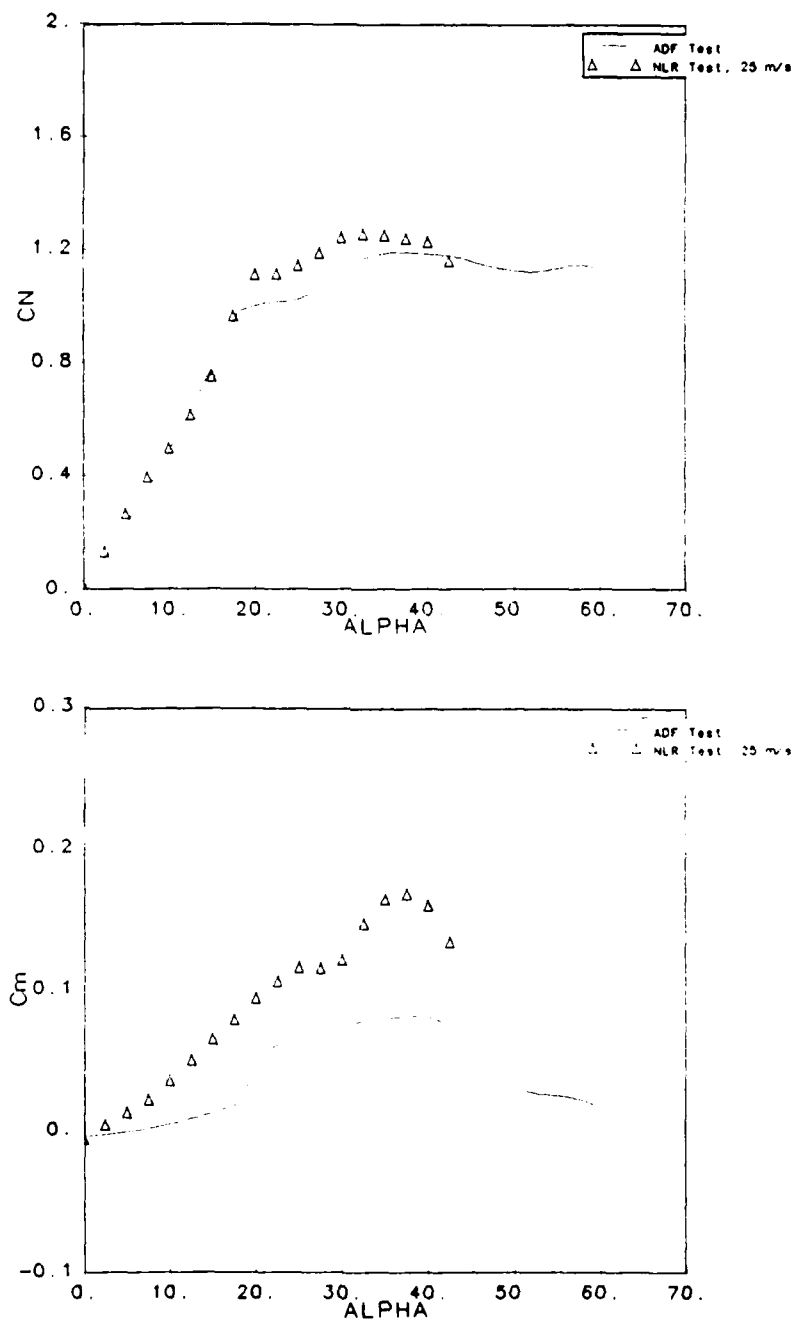 2.
ADF Test
NLR Test, 25 m/s
1.6
1.2
CN
0.8
0.4
0.
0. 10. 20. 30. 40. 50. 60. 70.
ALPHA
0.3
ADF Test
NLR Test 25 m/s
0.2
0.1
Cm
0.
-0.1
0. 10. 20. 30. 40. 50. 60. 70.
ALPHA